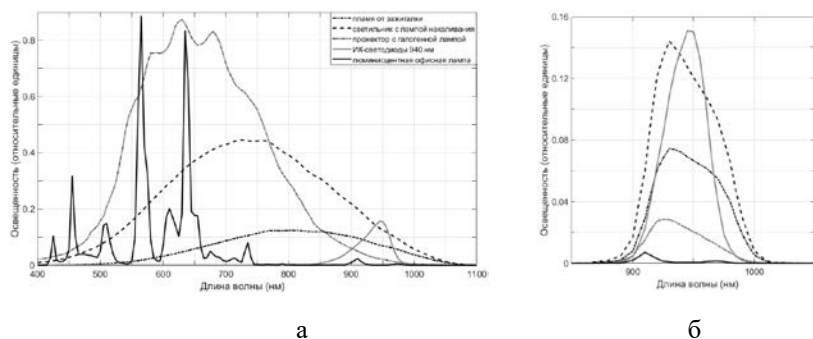 Освещенность (относительные единицы)
0.8
0.6
0.4
0.2
0
400
500
600
700
800
900
1000
1100
Длина волны (нм)
пламя от зажигалки
светильник с лампой накаливания
прожектор с галогенной лампой
ИК-светодиоды 940 нм
люминисцентная офисная лампа
а
Освещенность (относительные единицы)
0.16
0.12
0.08
0.04
0
900
1000
Длина волны (нм)
б